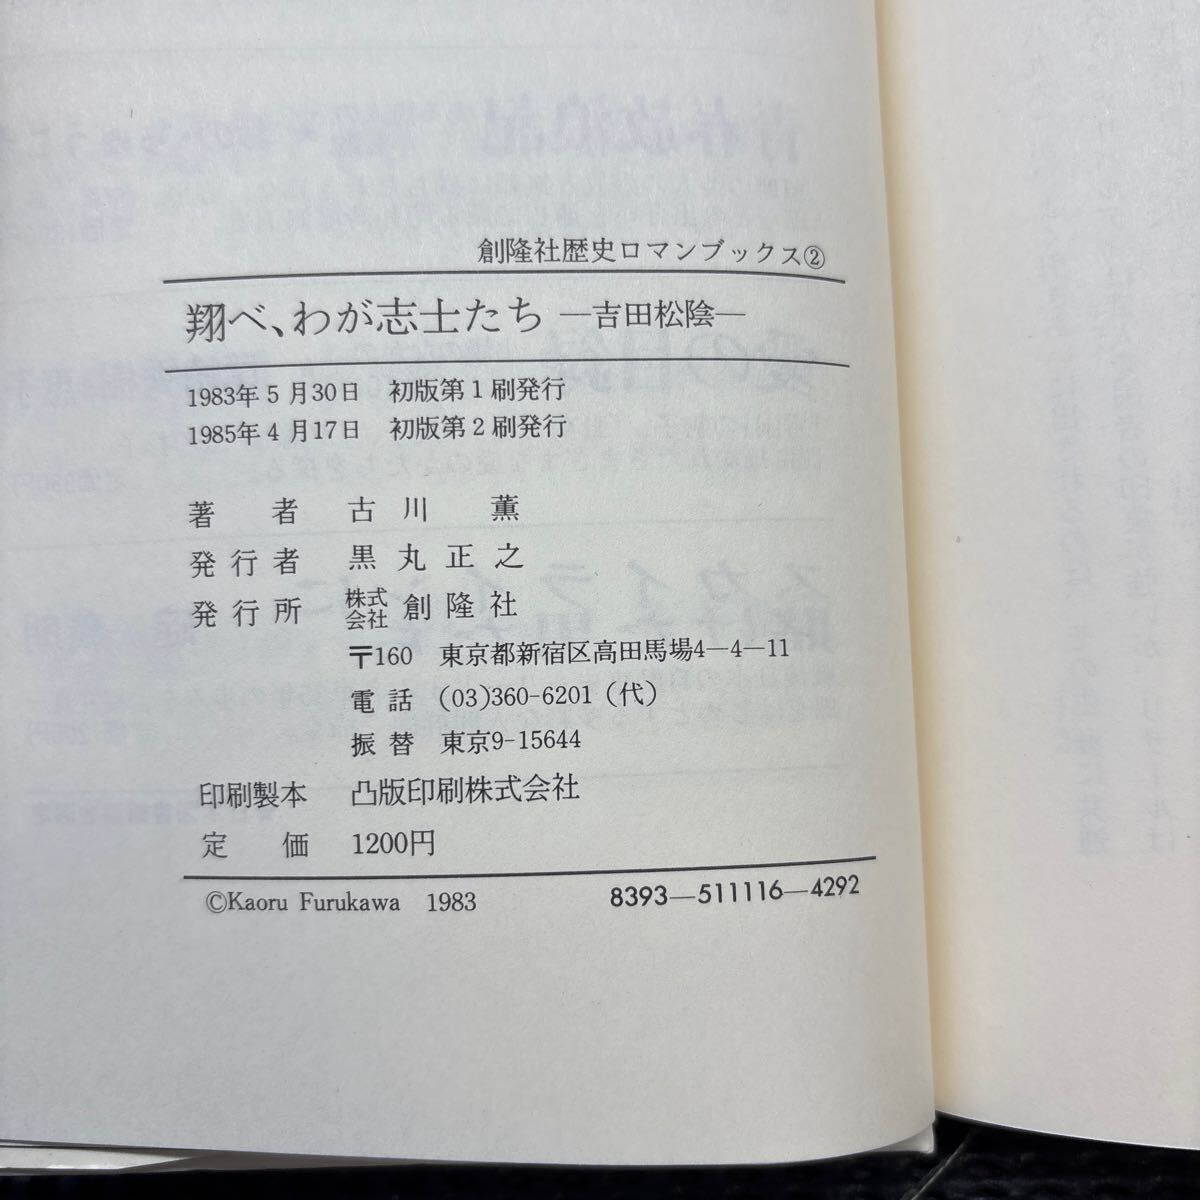 創隆社歴史ロマンブックス②
翔べ、わが志士たち ―吉田松陰―
1983年5月30日 初版第1刷発行
1985年4月17日 初版第2刷発行
著者 古川薫
発行者 黒丸正之
発行所 株式会社 創隆社
〒160 東京都新宿区高田馬場4―4―11
電話 (03)360-6201(代)
振替 東京9-15644
印刷製本 凸版印刷株式会社
定価 1200円
©Kaoru Furukawa 1983 8393―511116―4292